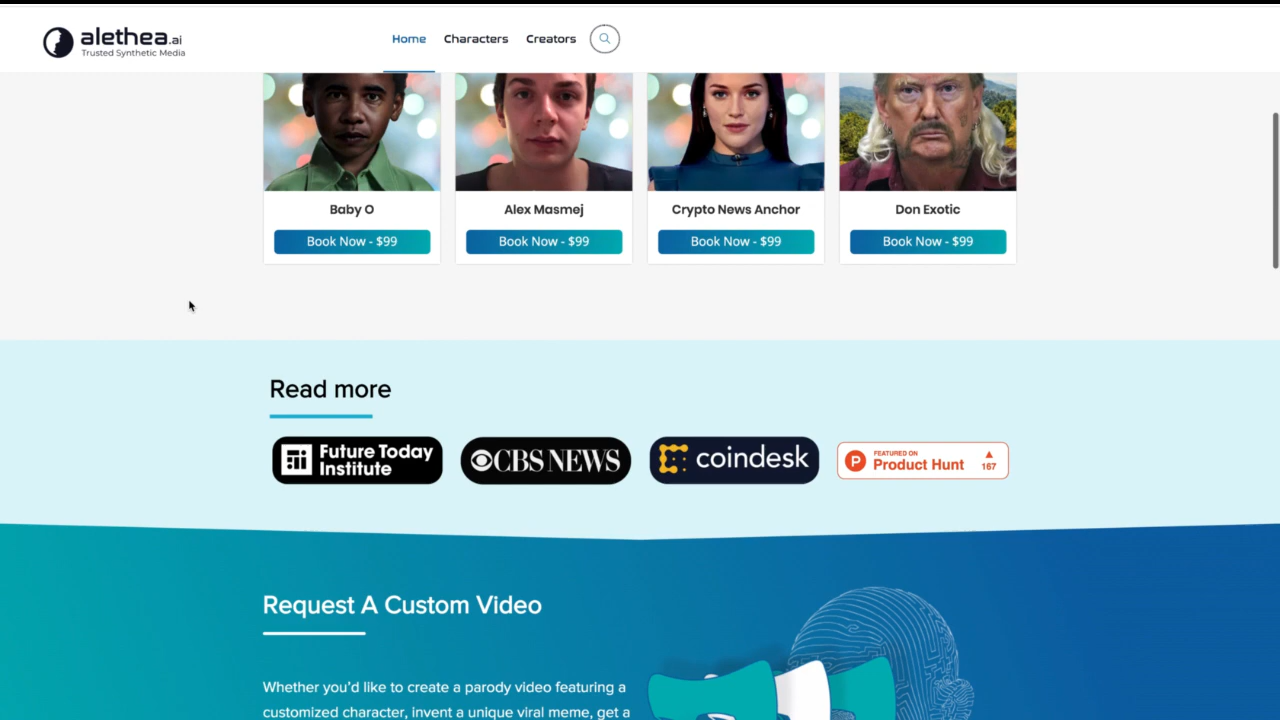 alethea.ai
Trusted Synthetic Media
Home
Characters
Creators
Baby O
Alex Masmej
Crypto News Anchor
Don Exotic
Book Now - $99
Book Now - $99
Book Now - $99
Book Now - $99
Read more
Future Today
Institute
CBS NEWS
coindesk
FEATURED ON
Product Hunt
167
Request A Custom Video
Whether you'd like to create a parody video featuring a
customized character, invent a unique viral meme, get a